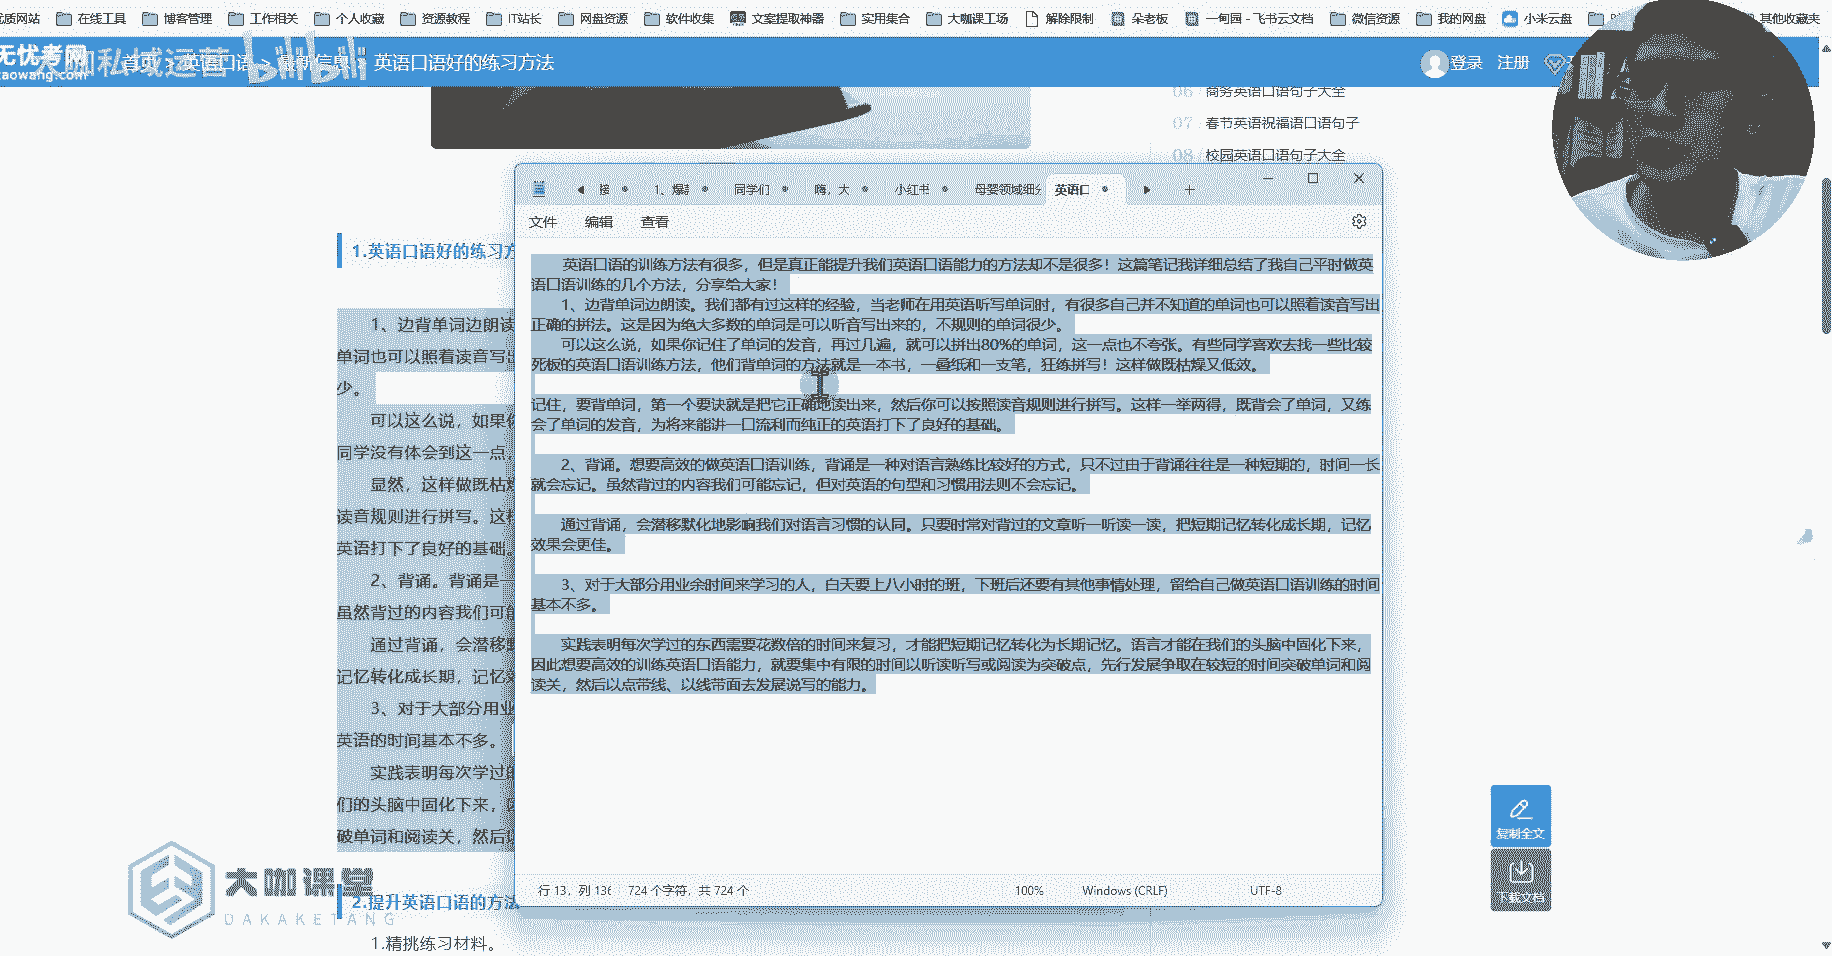 优质网站 在线工具 博客管理 工作相关 个人收藏 资源教程 IT站长 网盘资源 软件收集 文案提取神器 实用集合 大咖课工场 解除限制 朵老板 一甸园 - 飞书云文档 微信资源 我的网盘 小米云盘 其他收藏夹
无忧考网
aowang.com
大咖私域运营 bilibili
首页 > 英语口语 > 最新信息 > 英语口语好的练习方法
登录 注册
06 商务英语口语句子大全
07 春节英语祝福语口语句子
08 校园英语口语句子大全
1、爆款 同学们 嗨，大 小红书 母婴领域细分 英语口
文件 编辑 查看
英语口语的训练方法有很多，但是真正能提升我们英语口语能力的方法却不是很多！这篇笔记我详细总结了我自己平时做英
语口语训练的几个方法，分享给大家！
1、边背单词边朗读。我们都有过这样的经验，当老师在用英语听写单词时，有很多自己并不知道的单词也可以照着读音写出
正确的拼法。这是因为绝大多数的单词是可以听音写出来的，不规则的单词很少。
可以这么说，如果你记住了单词的发音，再过几遍，就可以拼出80%的单词，这一点也不夸张。有些同学喜欢去找一些比较
死板的英语口语训练方法，他们背单词的方法就是一本书，一叠纸和一支笔，狂练拼写！这样做既枯燥又低效。
记住，要背单词，第一个要诀就是把它正确地读出来，然后你可以按照读音规则进行拼写。这样一举两得，既背会了单词，又练
会了单词的发音，为将来能讲一口流利而纯正的英语打下了良好的基础。
2、背诵。想要高效的做英语口语训练，背诵是一种对语言熟练比较好的方式，只不过由于背诵往往是一种短期的，时间一长
就会忘记。虽然背过的内容我们可能忘记，但对英语的句型和习惯用法则不会忘记。
通过背诵，会潜移默化地影响我们对语言习惯的认同。只要时常对背过的文章听一听读一读，把短期记忆转化成长期，记忆
效果会更佳。
3、对于大部分用业余时间来学习的人，白天要上八小时的班，下班后还要有其他事情处理，留给自己做英语口语训练的时间
基本不多。
实践表明每次学过的东西需要花数倍的时间来复习，才能把短期记忆转化为长期记忆。语言才能在我们的头脑中固化下来，
因此想要高效的训练英语口语能力，就要集中有限的时间以听读听写或阅读为突破点，先行发展争取在较短的时间突破单词和阅
读关，然后以点带线、以线带面去发展说写的能力。
行 13，列 136 724 个字符，共 724 个 100% Windows (CRLF) UTF-8
1.英语口语好的练习方
1、边背单词边朗读
单词也可以照着读音写出
少。
可以这么说，如果你
同学没有体会到这一点，
显然，这样做既枯燥
读音规则进行拼写。这样
英语打下了良好的基础。
2、背诵。背诵是一
虽然背过的内容我们可能
通过背诵，会潜移默
记忆转化成长期，记忆效
3、对于大部分用业
英语的时间基本不多。
实践表明每次学过的
们的头脑中固化下来，因
破单词和阅读关，然后以
2.提升英语口语的方法
1.精挑练习材料。
复制全文
下载文档
大咖课堂
DAKAKETANG